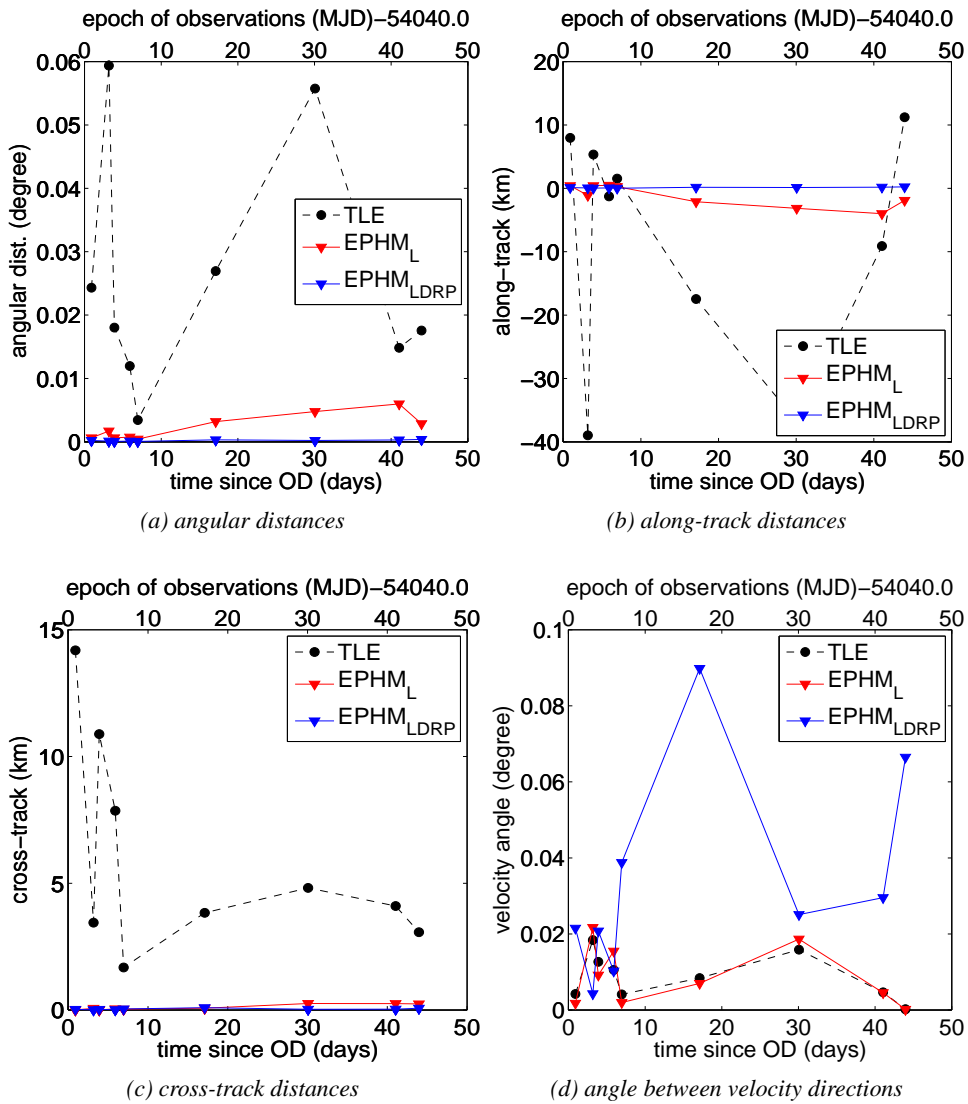 epoch of observations (MJD)−54040.0
0 10 20 30 40 50
0.06
0.05
0.04
0.03
0.02
0.01
0
angular dist. (degree)
TLE
EPHM_L
EPHM_LDRP
0 10 20 30 40 50
time since OD (days)
(a) angular distances
epoch of observations (MJD)−54040.0
0 10 20 30 40 50
20
10
0
−10
−20
−30
−40
along−track (km)
TLE
EPHM_L
EPHM_LDRP
0 10 20 30 40 50
time since OD (days)
(b) along-track distances
epoch of observations (MJD)−54040.0
0 10 20 30 40 50
15
10
5
0
cross−track (km)
TLE
EPHM_L
EPHM_LDRP
0 10 20 30 40 50
time since OD (days)
(c) cross-track distances
epoch of observations (MJD)−54040.0
0 10 20 30 40 50
0.1
0.08
0.06
0.04
0.02
0
velocity angle (degree)
TLE
EPHM_L
EPHM_LDRP
0 10 20 30 40 50
time since OD (days)
(d) angle between velocity directions